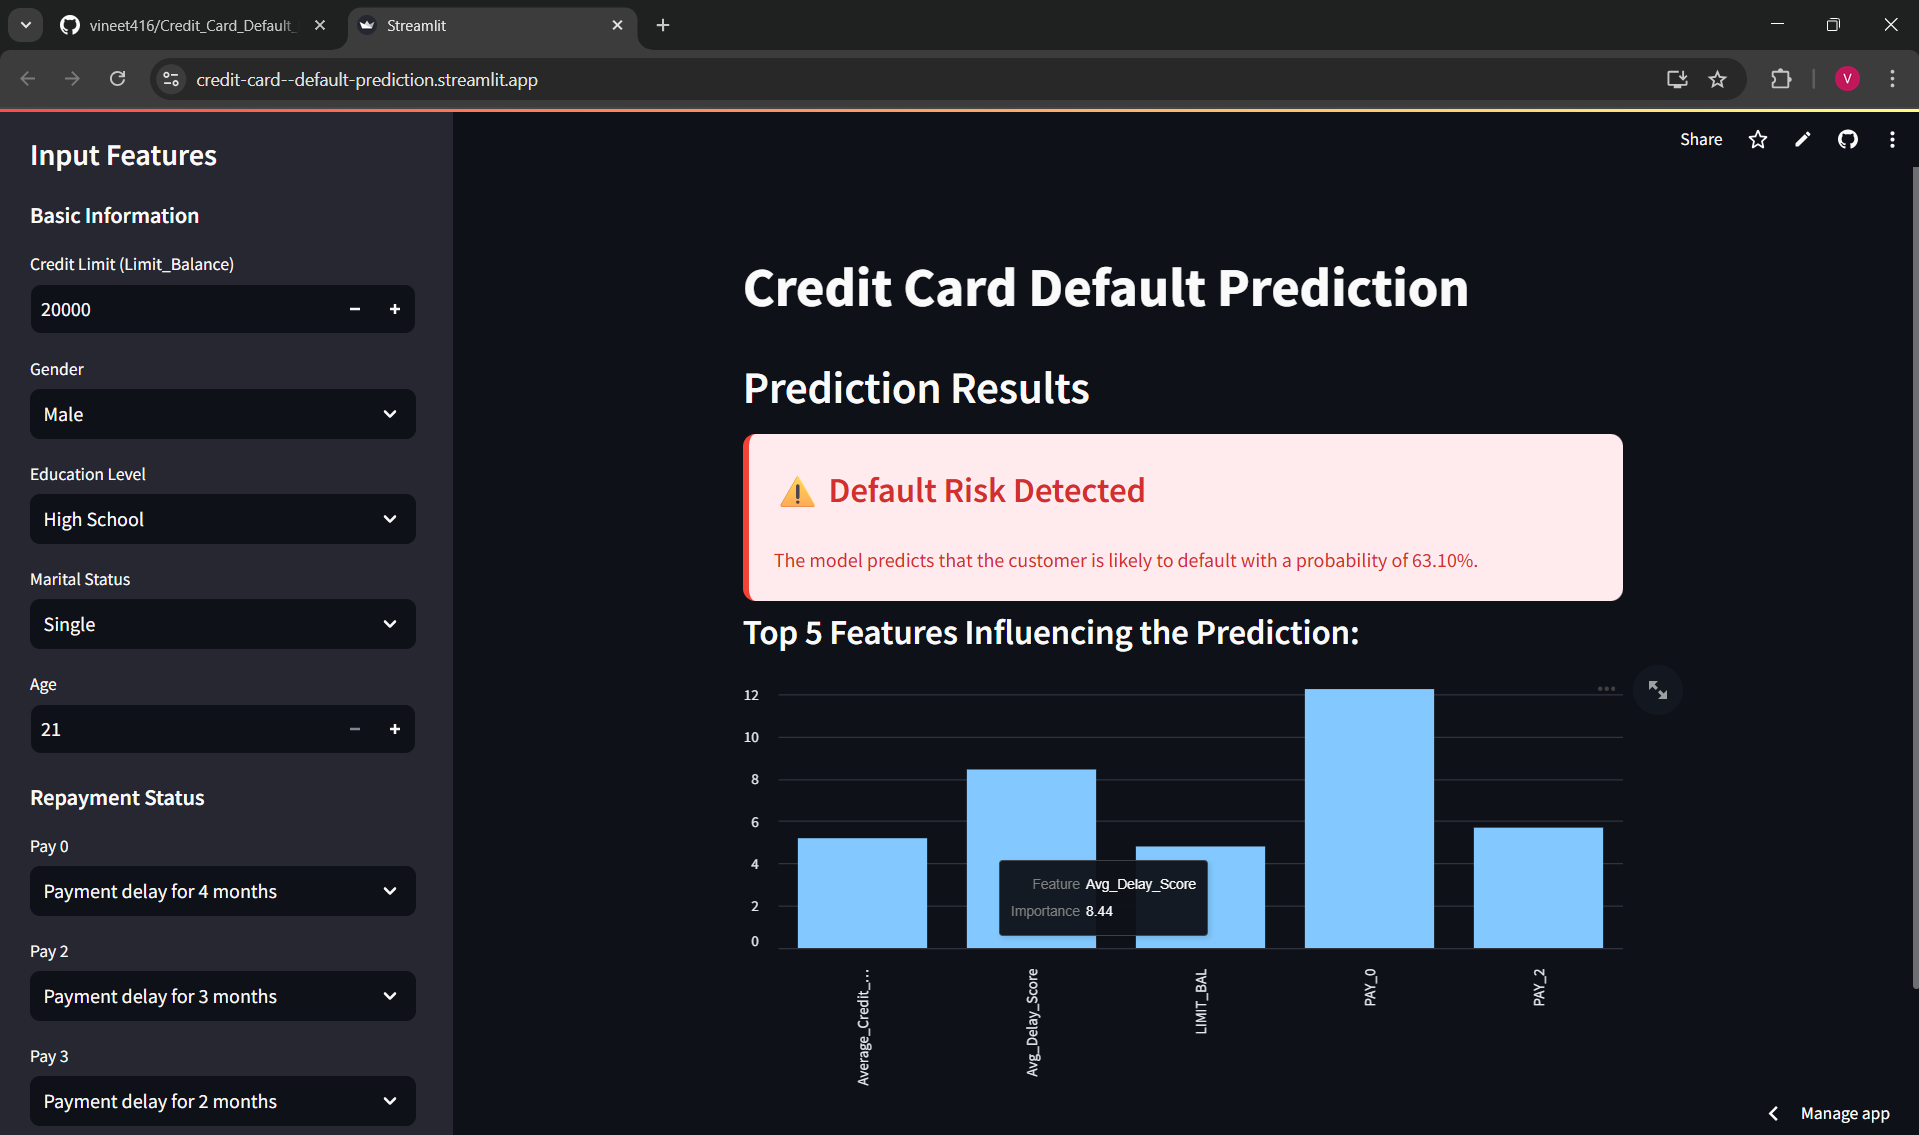 vineet416/Credit_Card_Default_
Streamlit
credit-card--default-prediction.streamlit.app
V
Share
Input Features
Basic Information
Credit Limit (Limit_Balance)
20000
Gender
Male
Education Level
High School
Marital Status
Single
Age
21
Repayment Status
Pay 0
Payment delay for 4 months
Pay 2
Payment delay for 3 months
Pay 3
Payment delay for 2 months
Credit Card Default Prediction
Prediction Results
⚠️ Default Risk Detected
The model predicts that the customer is likely to default with a probability of 63.10%.
Top 5 Features Influencing the Prediction:
12
10
8
6
4
2
0
Feature Avg_Delay_Score
Importance 8.44
Average_Credit_...
Avg_Delay_Score
LIMIT_BAL
PAY_0
PAY_2
Manage app